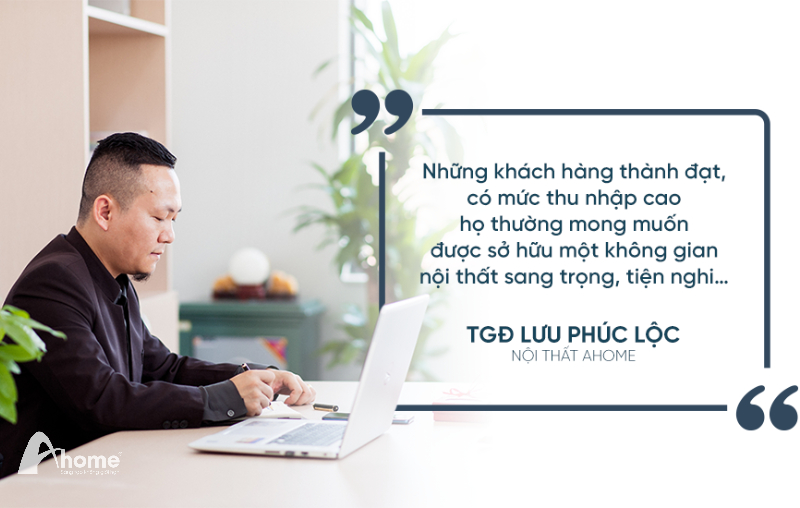 Những khách hàng thành đạt,
có mức thu nhập cao
họ thường mong muốn
được sở hữu một không gian
nội thất sang trọng, tiện nghi...
TGĐ LƯU PHÚC LỘC
NỘI THẤT AHOME
Ahome